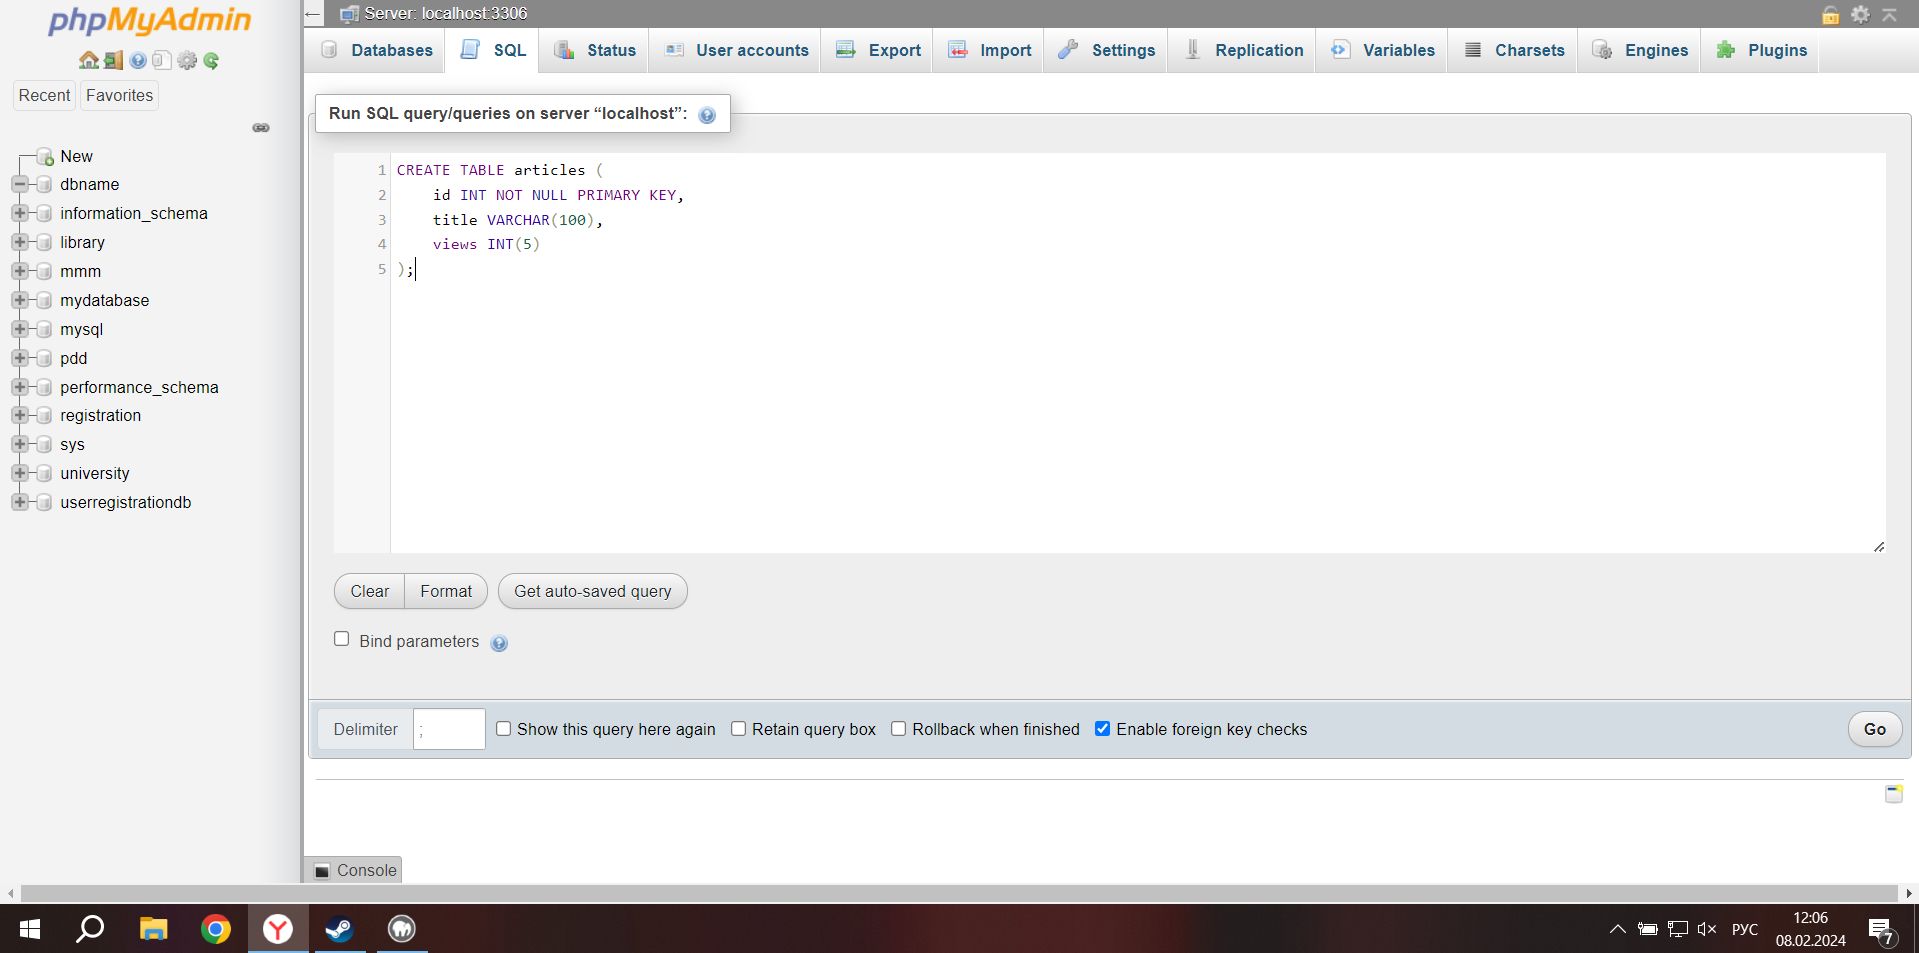 phpMyAdmin
Recent Favorites
New
dbname
information_schema
library
mmm
mydatabase
mysql
pdd
performance_schema
registration
sys
university
userregistrationdb
Server: localhost:3306
Databases SQL Status User accounts Export Import Settings Replication Variables Charsets Engines Plugins
Run SQL query/queries on server “localhost”:
1 CREATE TABLE articles (
2 id INT NOT NULL PRIMARY KEY,
3 title VARCHAR(100),
4 views INT(5)
5 );
Clear Format Get auto-saved query
Bind parameters
Delimiter ; Show this query here again Retain query box Rollback when finished Enable foreign key checks Go
Console
РУС
12:06
08.02.2024
7